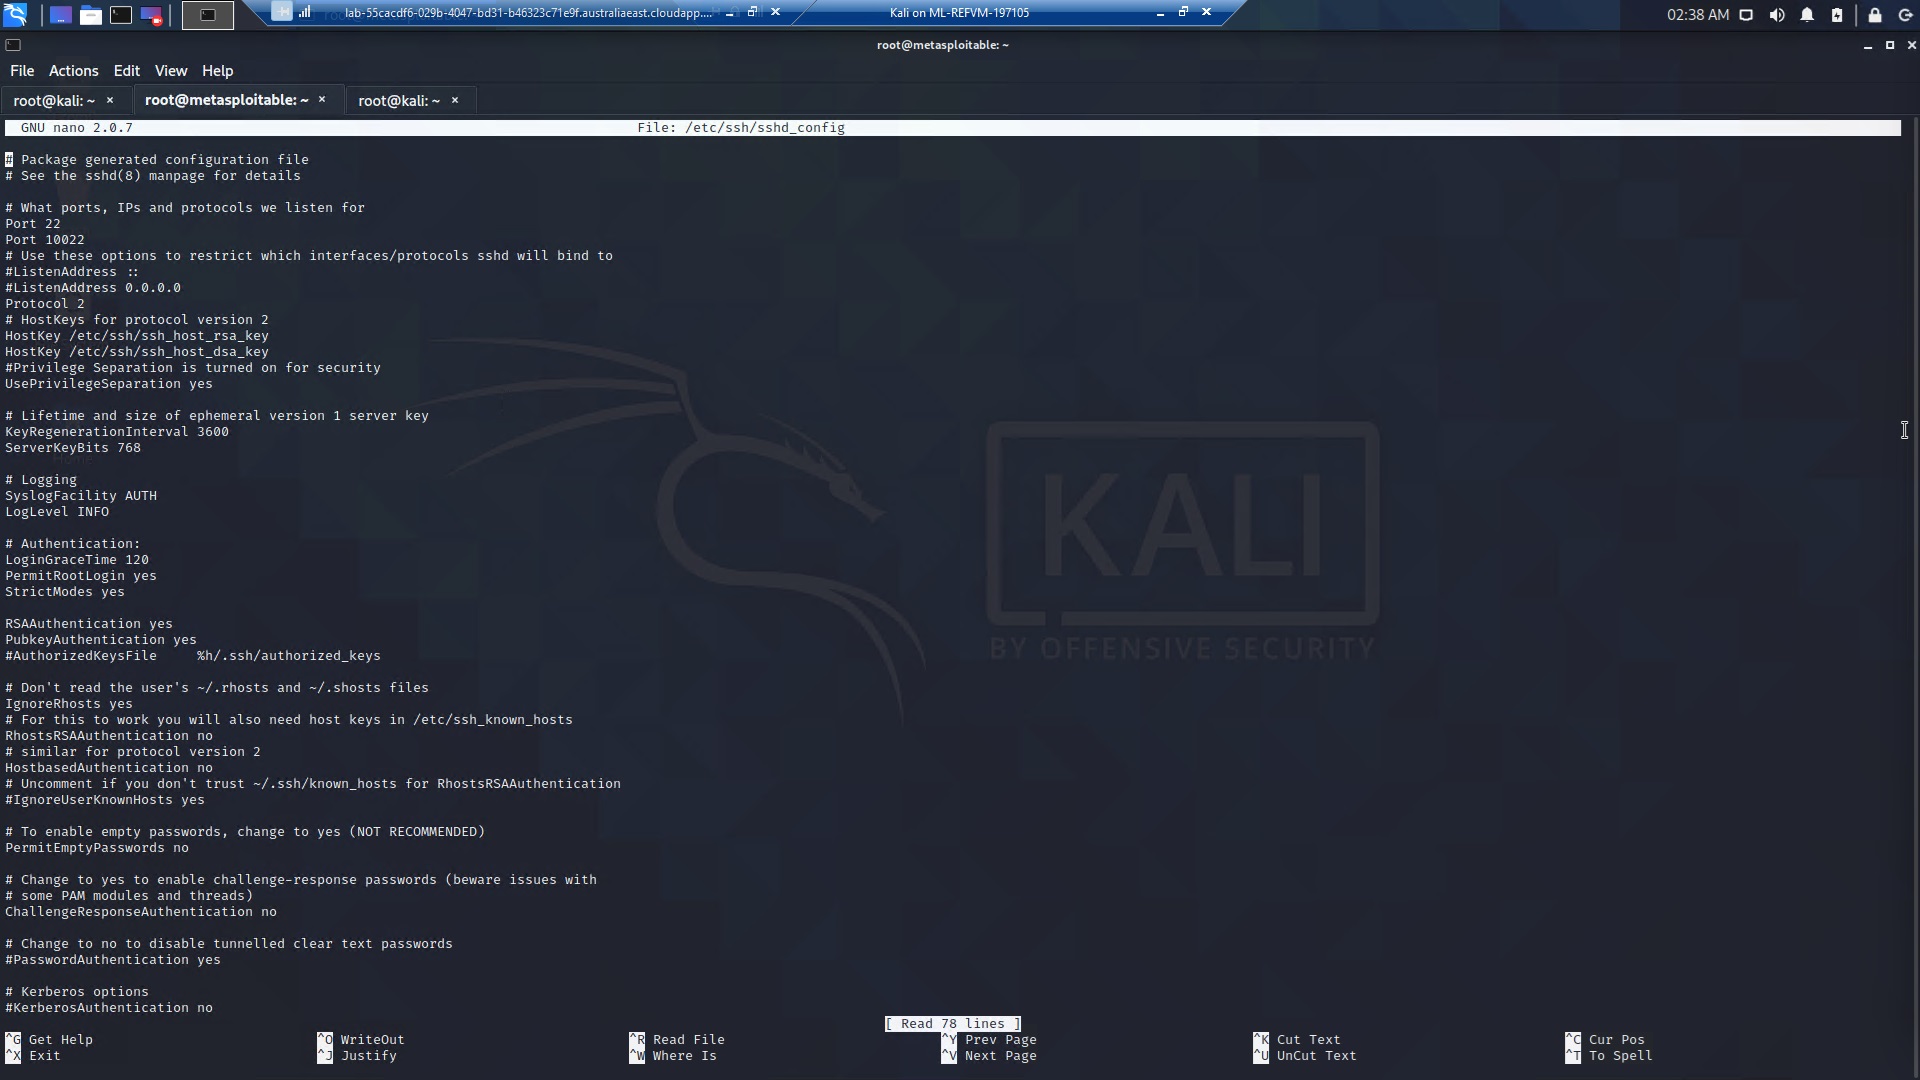 lab-55cacdf6-029b-4047-bd31-b46323c71e9f.australiaeast.cloudapp....
Kali on ML-REFVM-197105
02:38 AM
root@metasploitable: ~
File Actions Edit View Help
root@kali: ~ × root@metasploitable: ~ × root@kali: ~ ×
GNU nano 2.0.7 File: /etc/ssh/sshd_config
# Package generated configuration file
# See the sshd(8) manpage for details
# What ports, IPs and protocols we listen for
Port 22
Port 10022
# Use these options to restrict which interfaces/protocols sshd will bind to
#ListenAddress ::
#ListenAddress 0.0.0.0
Protocol 2
# HostKeys for protocol version 2
HostKey /etc/ssh/ssh_host_rsa_key
HostKey /etc/ssh/ssh_host_dsa_key
#Privilege Separation is turned on for security
UsePrivilegeSeparation yes
# Lifetime and size of ephemeral version 1 server key
KeyRegenerationInterval 3600
ServerKeyBits 768
# Logging
SyslogFacility AUTH
LogLevel INFO
# Authentication:
LoginGraceTime 120
PermitRootLogin yes
StrictModes yes
RSAAuthentication yes
PubkeyAuthentication yes
#AuthorizedKeysFile     %h/.ssh/authorized_keys
# Don't read the user's ~/.rhosts and ~/.shosts files
IgnoreRhosts yes
# For this to work you will also need host keys in /etc/ssh_known_hosts
RhostsRSAAuthentication no
# similar for protocol version 2
HostbasedAuthentication no
# Uncomment if you don't trust ~/.ssh/known_hosts for RhostsRSAAuthentication
#IgnoreUserKnownHosts yes
# To enable empty passwords, change to yes (NOT RECOMMENDED)
PermitEmptyPasswords no
# Change to yes to enable challenge-response passwords (beware issues with
# some PAM modules and threads)
ChallengeResponseAuthentication no
# Change to no to disable tunnelled clear text passwords
#PasswordAuthentication yes
# Kerberos options
#KerberosAuthentication no
KALI
BY OFFENSIVE SECURITY
[ Read 78 lines ]
^G Get Help ^O WriteOut ^R Read File ^Y Prev Page ^K Cut Text ^C Cur Pos
^X Exit ^J Justify ^W Where Is ^V Next Page ^U UnCut Text ^T To Spell